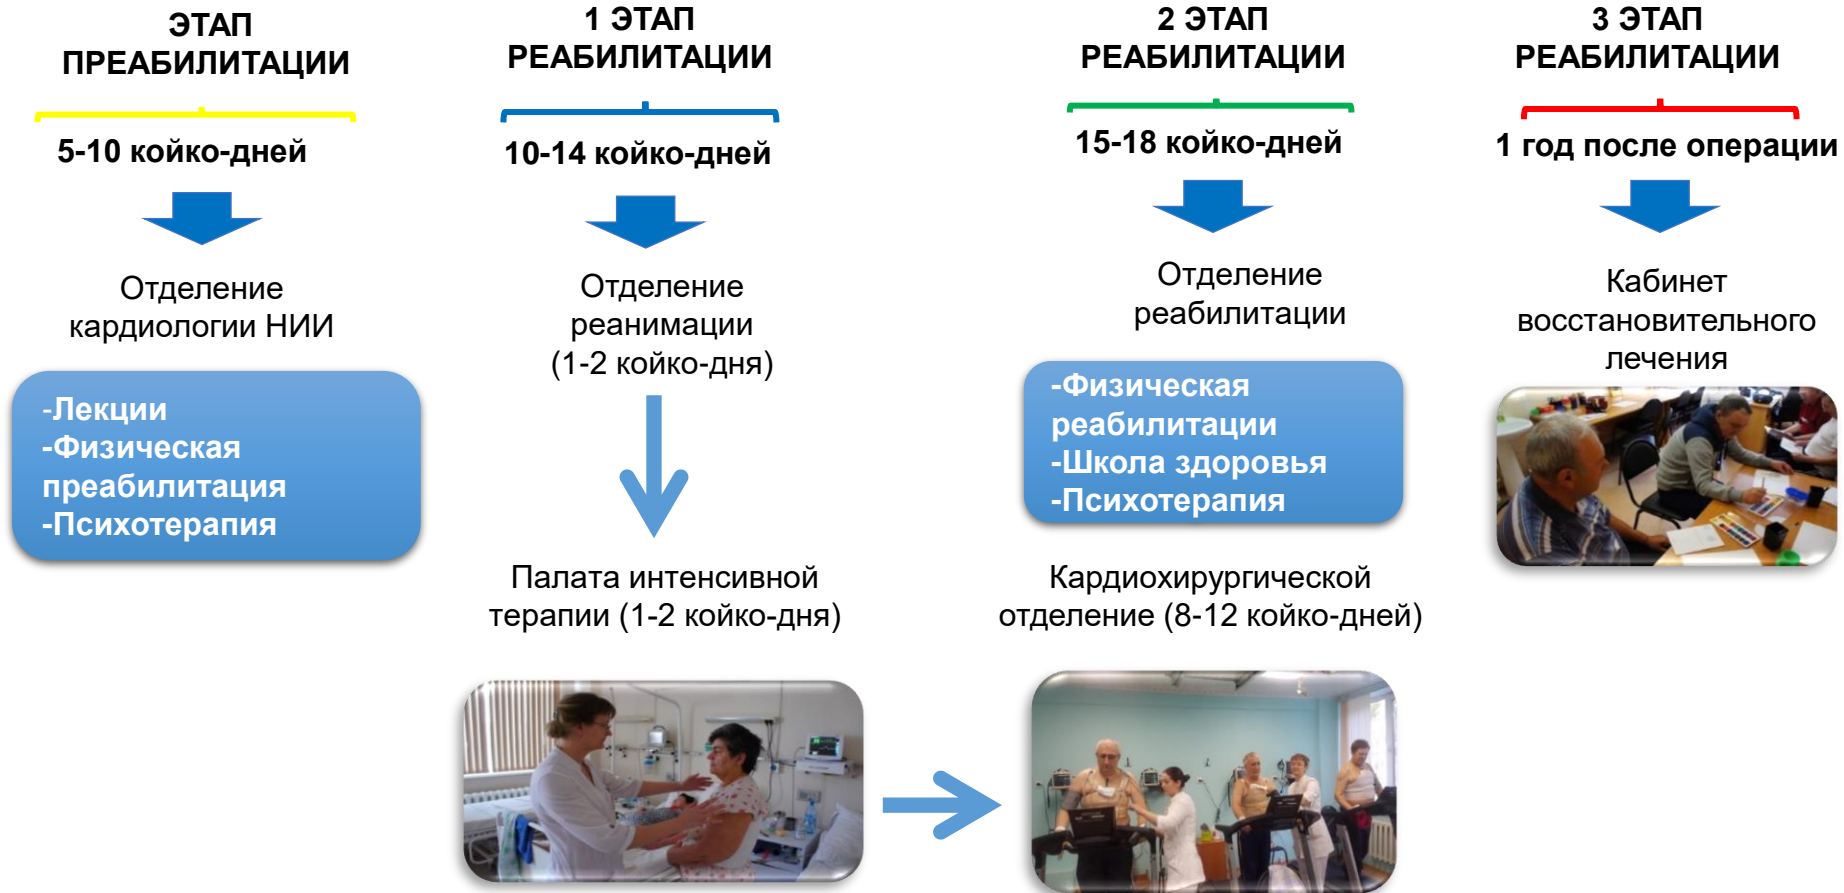 ЭТАП
ПРЕАБИЛИТАЦИИ
5-10 койко-дней
Отделение
кардиологии НИИ
-Лекции
-Физическая
преабилитация
-Психотерапия
1 ЭТАП
РЕАБИЛИТАЦИИ
10-14 койко-дней
Отделение
реанимации
(1-2 койко-дня)
Палата интенсивной
терапии (1-2 койко-дня)
2 ЭТАП
РЕАБИЛИТАЦИИ
15-18 койко-дней
Отделение
реабилитации
-Физическая
реабилитации
-Школа здоровья
-Психотерапия
Кардиохирургической
отделение (8-12 койко-дней)
3 ЭТАП
РЕАБИЛИТАЦИИ
1 год после операции
Кабинет
восстановительного
лечения